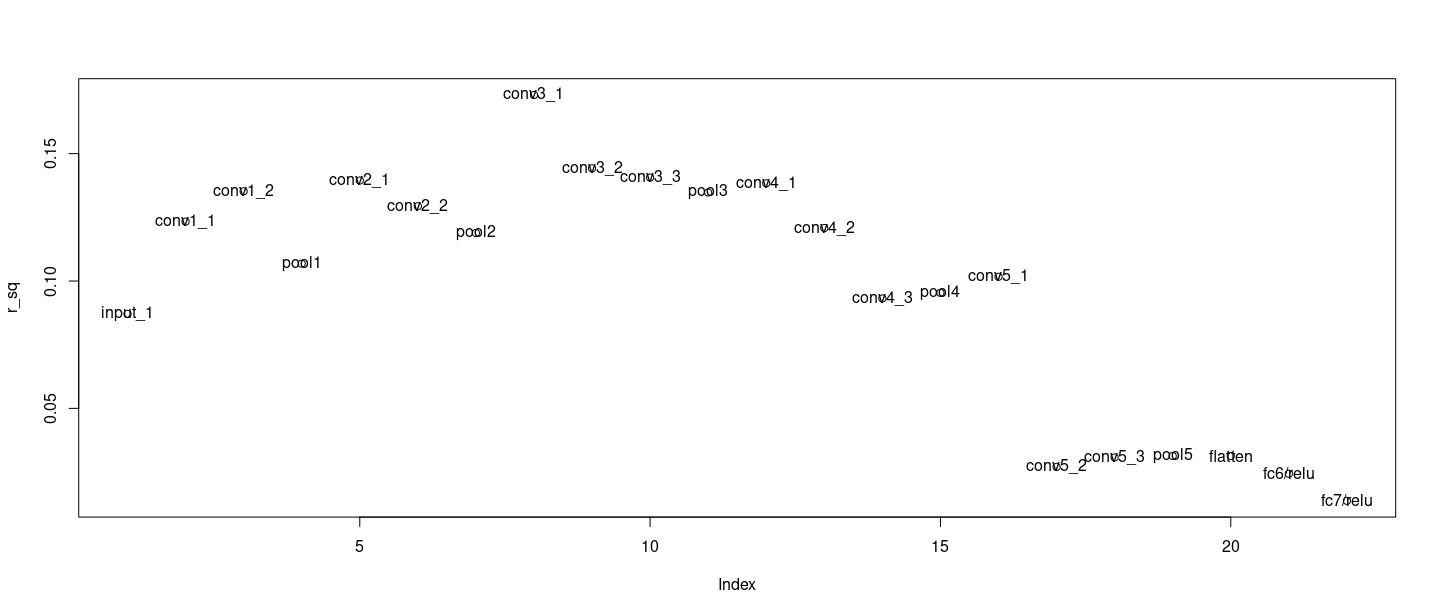 conv3_1
0.15
conv3_2
conv3_3
conv2_1
conv4_1
conv1_2
pool3
conv2_2
conv1_1
conv4_2
pool2
pool1
0.10
conv5_1
pool4
conv4_3
r_sq
input_1
0.05
pool5
conv5_3
flatten
conv5_2
fc6/relu
fc7/relu
5
10
15
20
Index